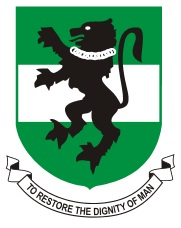 TO RESTORE THE DIGNITY OF MAN